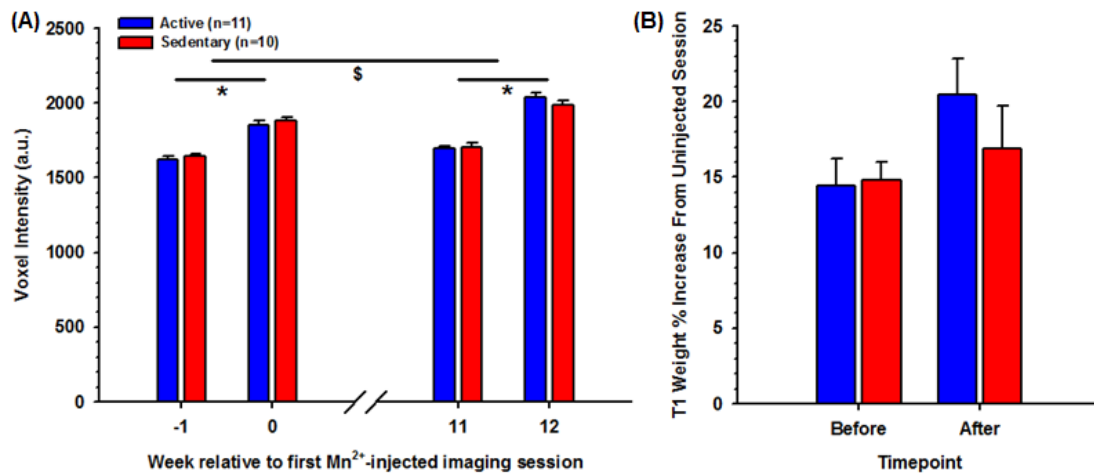 (A)
Active (n=11)
Sedentary (n=10)
Voxel Intensity (a.u.)
2500
2000
1500
1000
500
0
$
*
*
-1 0 11 12
Week relative to first Mn²⁺-injected imaging session
(B)
T1 Weight % Increase From Uninjected Session
25
20
15
10
5
0
Before After
Timepoint